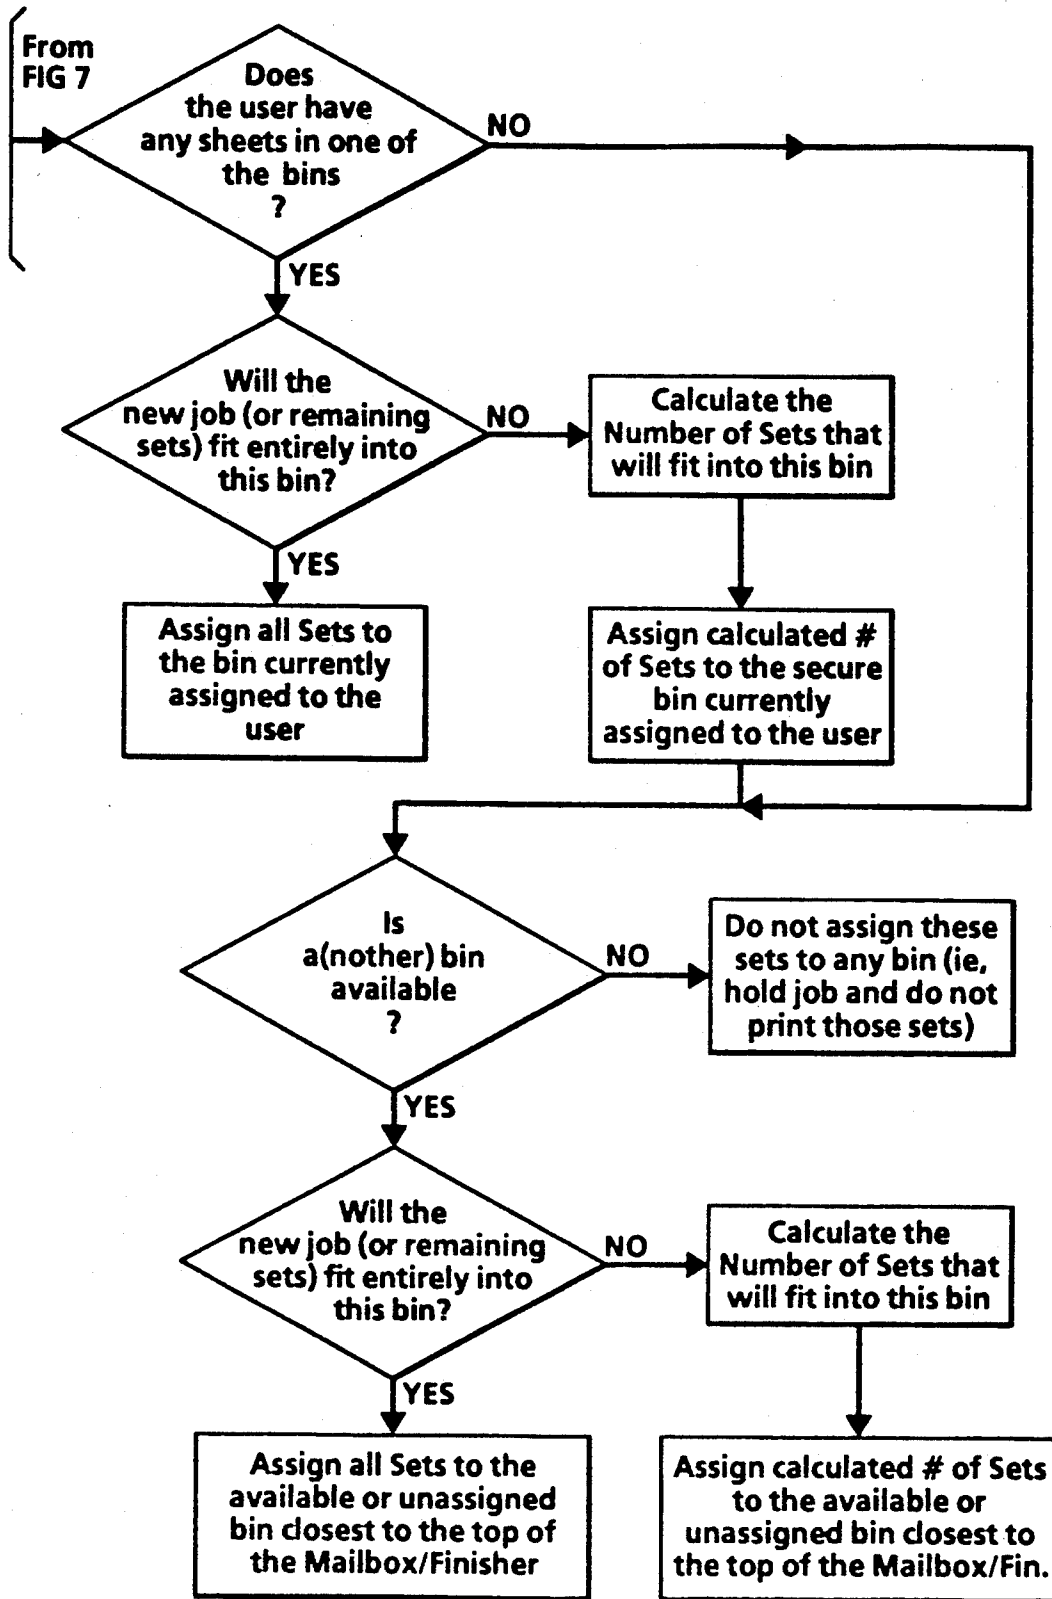 From
FIG 7
Does
the user have
any sheets in one of
the bins
?
NO
YES
Will the
new job (or remaining
sets) fit entirely into
this bin?
NO
Calculate the
Number of Sets that
will fit into this bin
YES
Assign all Sets to
the bin currently
assigned to the
user
Assign calculated #
of Sets to the secure
bin currently
assigned to the user
Is
a(nother) bin
available
?
NO
Do not assign these
sets to any bin (ie,
hold job and do not
print those sets)
YES
Will the
new job (or remaining
sets) fit entirely into
this bin?
NO
Calculate the
Number of Sets that
will fit into this bin
YES
Assign all Sets to the
available or unassigned
bin closest to the top of
the Mailbox/Finisher
Assign calculated # of Sets
to the available or
unassigned bin closest to
the top of the Mailbox/Fin.